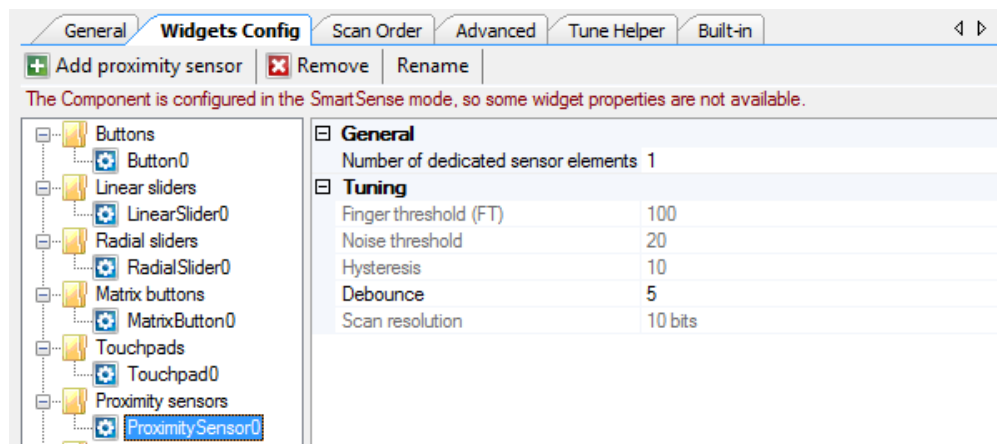 General Widgets Config Scan Order Advanced Tune Helper Built-in
Add proximity sensor Remove Rename
The Component is configured in the SmartSense mode, so some widget properties are not available.
Buttons
Button0
Linear sliders
LinearSlider0
Radial sliders
RadialSlider0
Matrix buttons
MatrixButton0
Touchpads
Touchpad0
Proximity sensors
ProximitySensor0
General
Number of dedicated sensor elements 1
Tuning
Finger threshold (FT) 100
Noise threshold 20
Hysteresis 10
Debounce 5
Scan resolution 10 bits